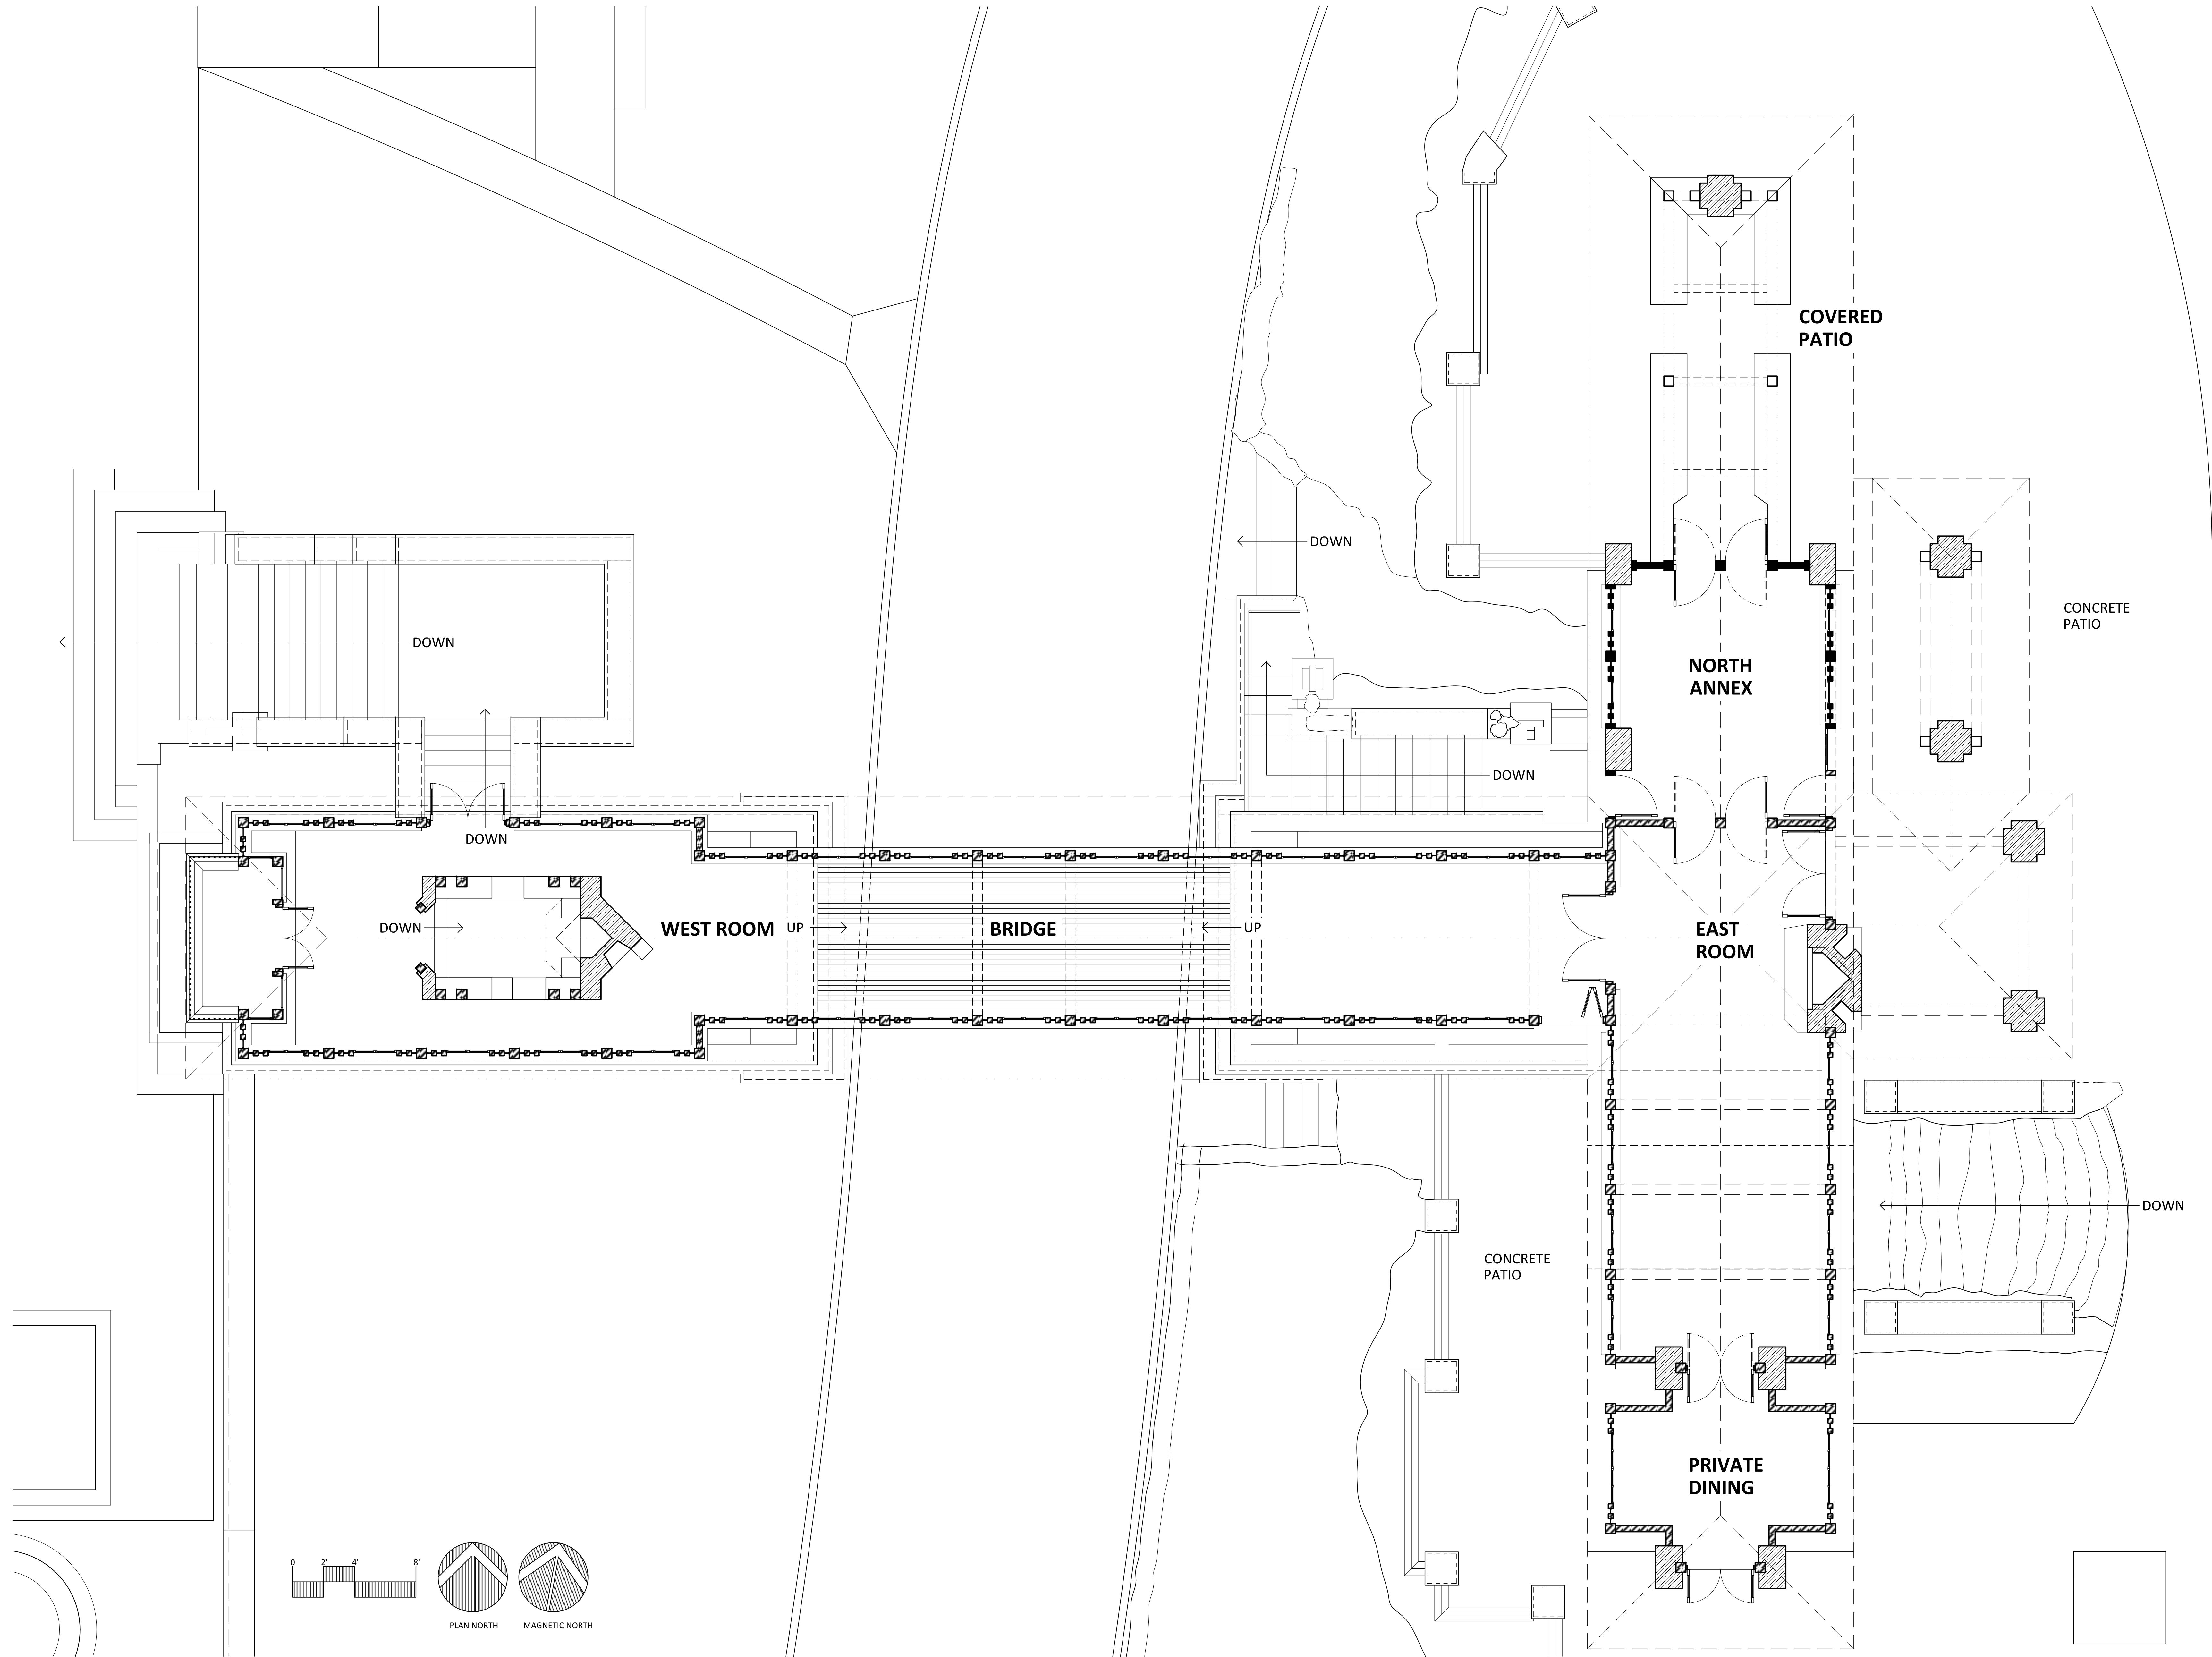 COVERED
PATIO
DOWN
CONCRETE
PATIO
DOWN
NORTH
ANNEX
DOWN
DOWN
DOWN
WEST ROOM
UP
BRIDGE
UP
EAST
ROOM
DOWN
CONCRETE
PATIO
PRIVATE
DINING
0 2' 4' 8'
PLAN NORTH
MAGNETIC NORTH